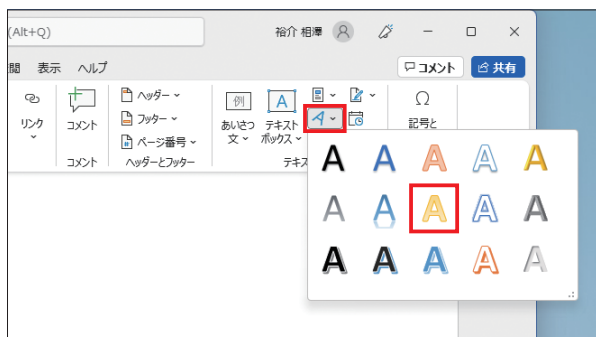 (Alt+Q)
裕介 相澤
閲 表示 ヘルプ
コメント
共有
リンク
コメント
ヘッダー
フッター
ページ番号
例
あいさつ
文
A
テキスト
ボックス
A
Ω
記号と
コメント
ヘッダーとフッター
テキス
A A A A A
A A A A A
A A A A A